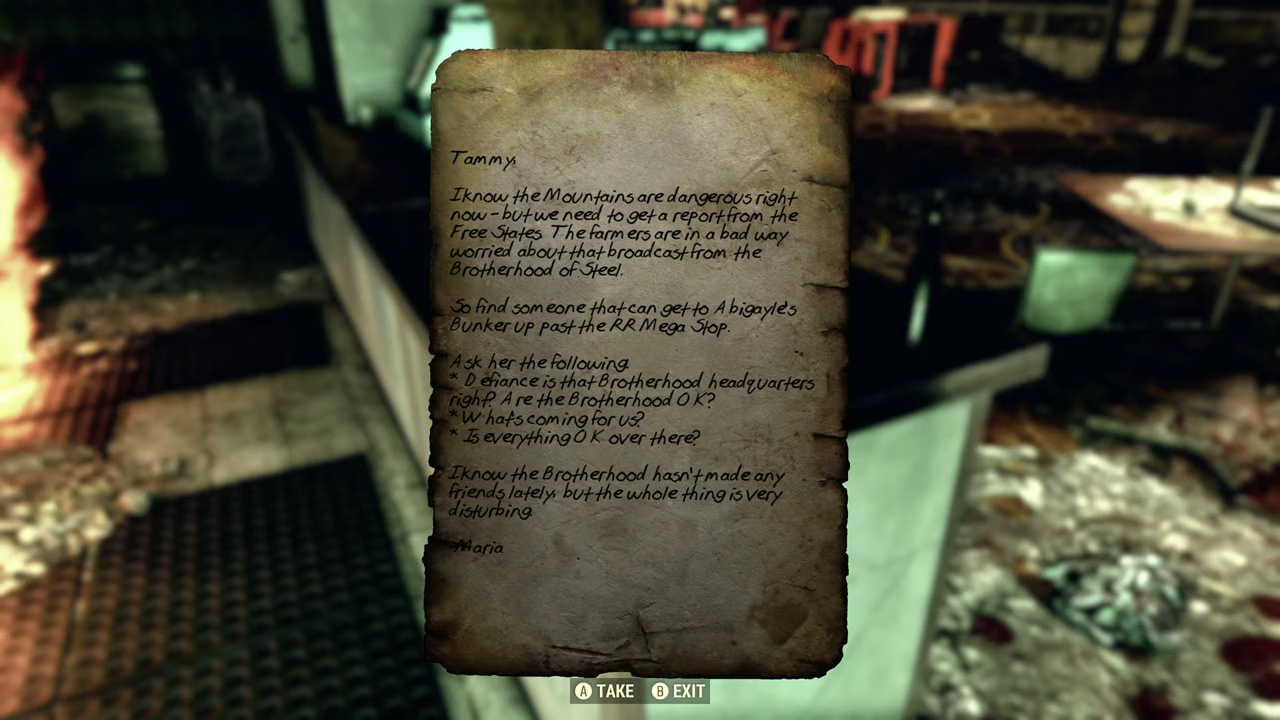 Tammy,
I know the Mountains are dangerous right
now - but we need to get a report from the
Free States. The farmers are in a bad way
worried about that broadcast from the
Brotherhood of Steel.
So find someone that can get to Abigayle's
Bunker up past the RR Mega Stop.
Ask her the following.
* Defiance is that Brotherhood headquarters
right? Are the Brotherhood OK?
* What's coming for us?
* Is everything OK over there?
I know the Brotherhood hasn't made any
friends lately, but the whole thing is very
disturbing.
-Maria
A TAKE B EXIT